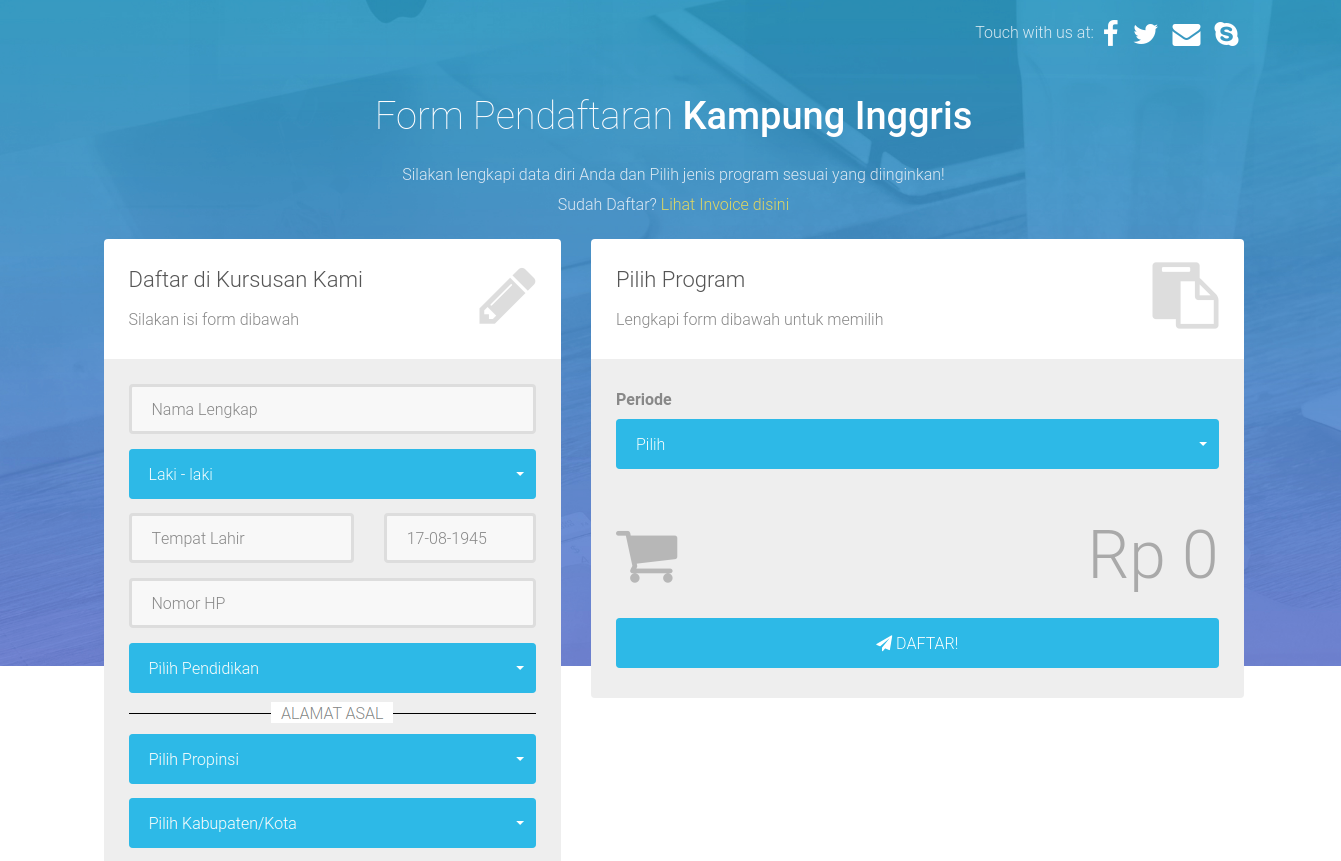 Touch with us at:
Form Pendaftaran Kampung Inggris
Silakan lengkapi data diri Anda dan Pilih jenis program sesuai yang diinginkan!
Sudah Daftar? Lihat Invoice disini
Daftar di Kursusan Kami
Silakan isi form dibawah
Nama Lengkap
Laki - laki
Tempat Lahir
17-08-1945
Nomor HP
Pilih Pendidikan
ALAMAT ASAL
Pilih Propinsi
Pilih Kabupaten/Kota
Pilih Program
Lengkapi form dibawah untuk memilih
Periode
Pilih
Rp 0
DAFTAR!